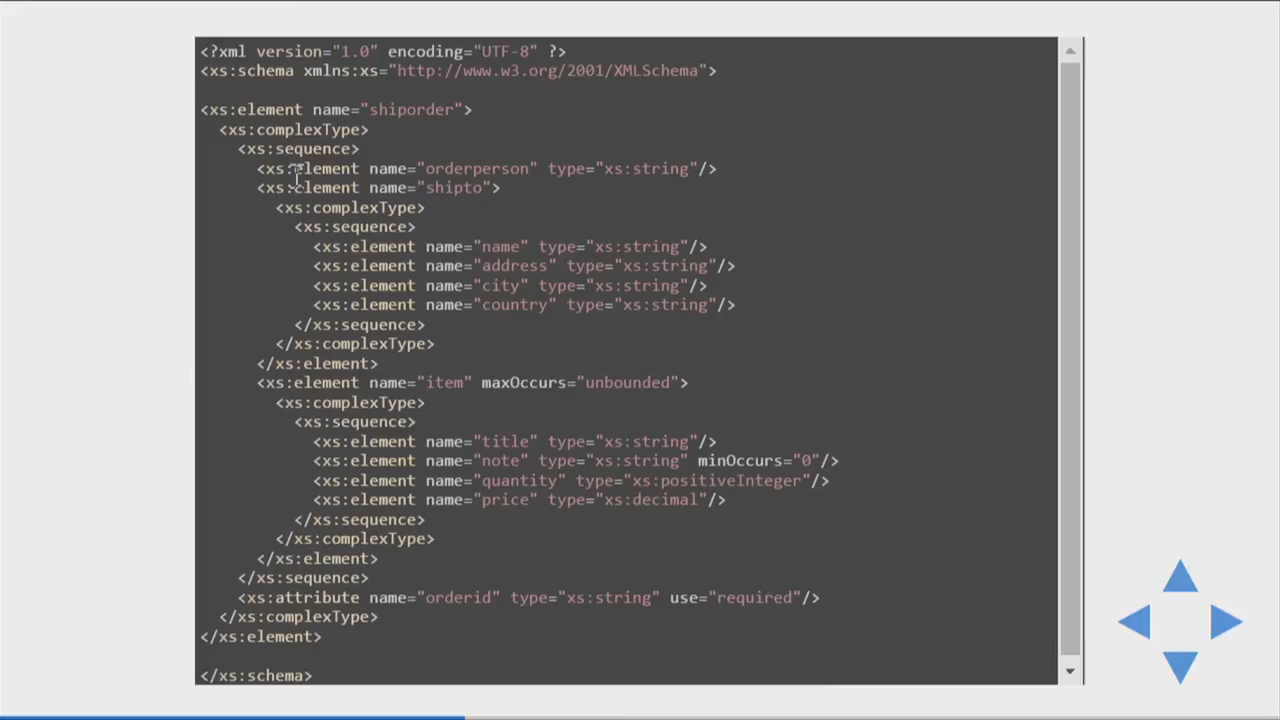 <?xml version="1.0" encoding="UTF-8" ?>
<xs:schema xmlns:xs="http://www.w3.org/2001/XMLSchema">
<xs:element name="shiporder">
<xs:complexType>
<xs:sequence>
<xs:element name="orderperson" type="xs:string"/>
<xs:element name="shipto">
<xs:complexType>
<xs:sequence>
<xs:element name="name" type="xs:string"/>
<xs:element name="address" type="xs:string"/>
<xs:element name="city" type="xs:string"/>
<xs:element name="country" type="xs:string"/>
</xs:sequence>
</xs:complexType>
</xs:element>
<xs:element name="item" maxOccurs="unbounded">
<xs:complexType>
<xs:sequence>
<xs:element name="title" type="xs:string"/>
<xs:element name="note" type="xs:string" minOccurs="0"/>
<xs:element name="quantity" type="xs:positiveInteger"/>
<xs:element name="price" type="xs:decimal"/>
</xs:sequence>
</xs:complexType>
</xs:element>
</xs:sequence>
<xs:attribute name="orderid" type="xs:string" use="required"/>
</xs:complexType>
</xs:element>
</xs:schema>